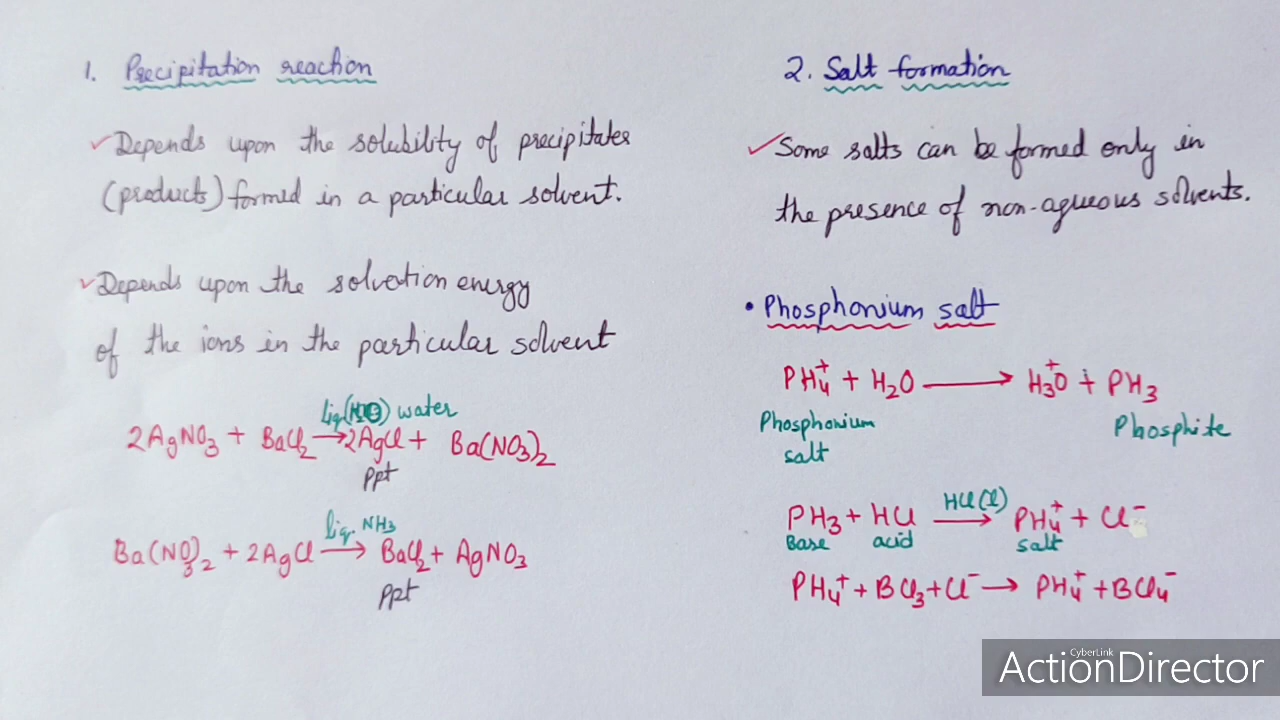 1. Precipitation reaction
✓Depends upon the solubility of precipitates
(products) formed in a particular solvent.
✓Depends upon the solvation energy
of the ions in the particular solvent
liq.(H2O) water
2AgNO3 + BaCl2 → 2AgCl + Ba(NO3)2
ppt
liq. NH3
Ba(NO3)2 + 2AgCl → BaCl2 + AgNO3
ppt
2. Salt formation
✓Some salts can be formed only in
the presence of non-aqueous solvents.
• Phosphonium salt
PH4+ + H2O → H3O+ + PH3
Phosphonium Phosphite
salt
HCl(l)
PH3 + HCl → PH4+ + Cl-
Base acid salt
PH4+ + BCl3 + Cl- → PH4+ + BCl4-
CyberLink
ActionDirector